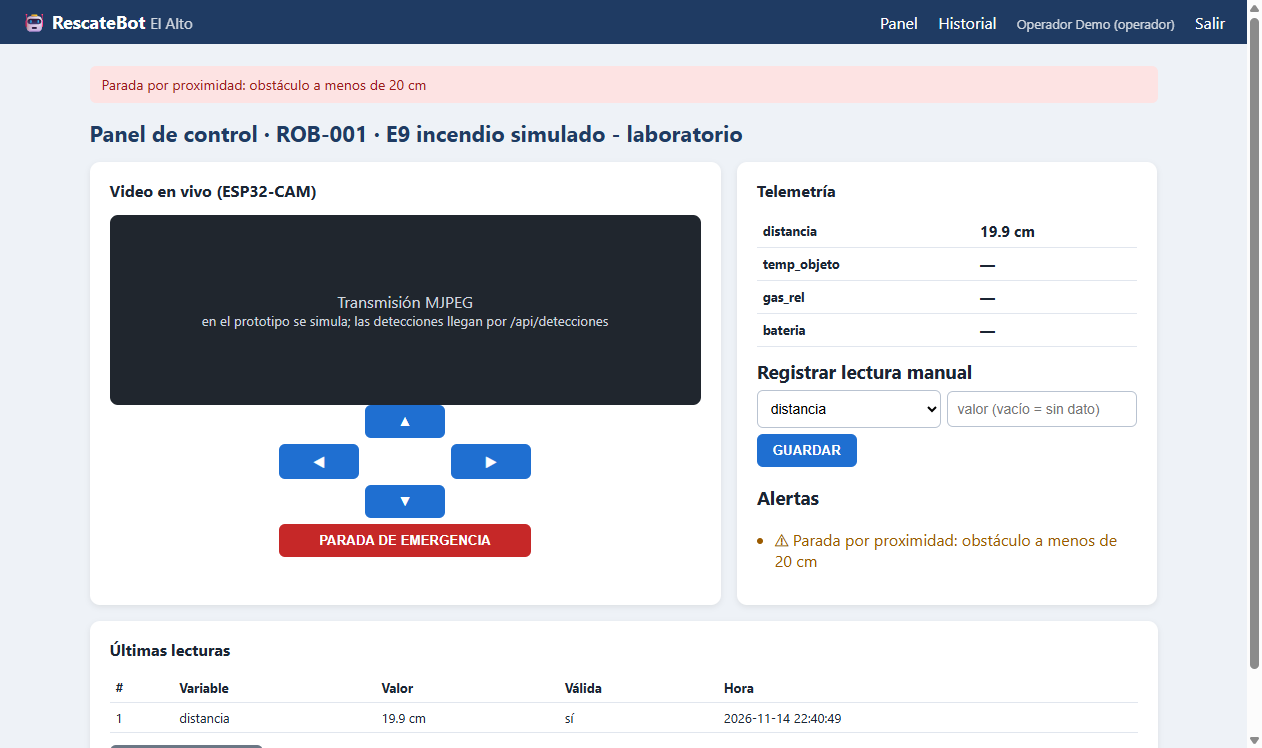 RescateBot El Alto
Panel Historial Operador Demo (operador) Salir
Parada por proximidad: obstáculo a menos de 20 cm
Panel de control · ROB-001 · E9 incendio simulado - laboratorio
Video en vivo (ESP32-CAM)
Transmisión MJPEG
en el prototipo se simula; las detecciones llegan por /api/detecciones
▲
◀ ▶
▼
PARADA DE EMERGENCIA
Telemetría
distancia 19.9 cm
temp_objeto —
gas_rel —
bateria —
Registrar lectura manual
distancia valor (vacío = sin dato)
GUARDAR
Alertas
⚠ Parada por proximidad: obstáculo a menos de
20 cm
Últimas lecturas
# Variable Valor Válida Hora
1 distancia 19.9 cm sí 2026-11-14 22:40:49